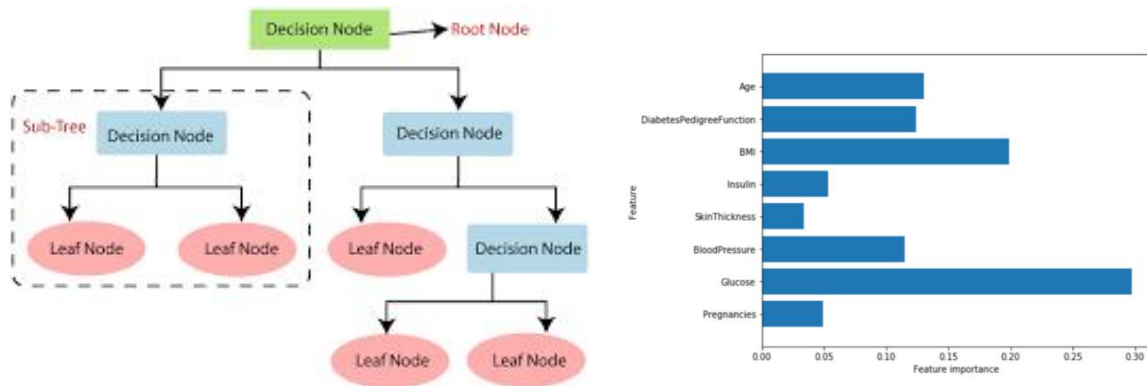 Decision Node
Root Node
Sub-Tree
Decision Node
Decision Node
Leaf Node
Leaf Node
Leaf Node
Decision Node
Leaf Node
Leaf Node
Feature
Age
DiabetesPedigreeFunction
BMI
Insulin
SkinThickness
BloodPressure
Glucose
Pregnancies
0.00 0.05 0.10 0.15 0.20 0.25 0.30
Feature importance